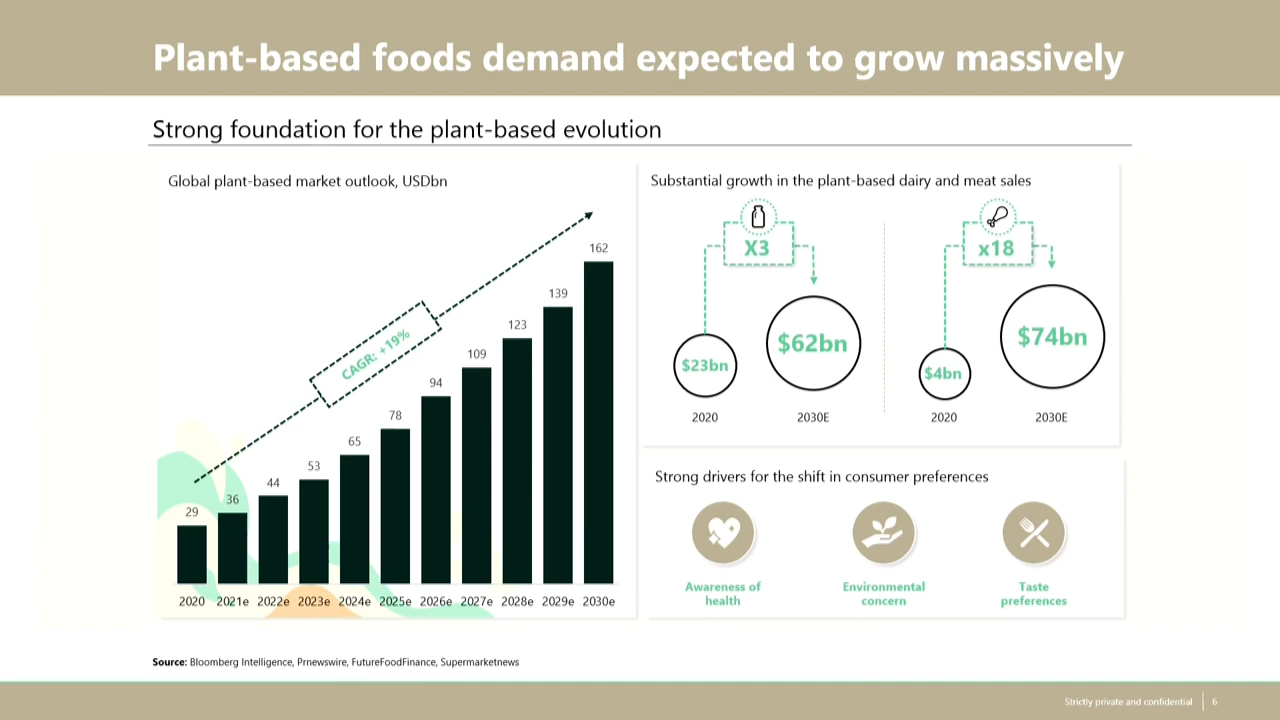 Plant-based foods demand expected to grow massively
Strong foundation for the plant-based evolution
Global plant-based market outlook, USDbn
CAGR: +19%
29
36
44
53
65
78
94
109
123
139
162
2020 2021e 2022e 2023e 2024e 2025e 2026e 2027e 2028e 2029e 2030e
Substantial growth in the plant-based dairy and meat sales
X3
$23bn
$62bn
2020
2030E
x18
$4bn
$74bn
2020
2030E
Strong drivers for the shift in consumer preferences
Awareness of
health
Environmental
concern
Taste
preferences
Source: Bloomberg Intelligence, Prnewswire, FutureFoodFinance, Supermarketnews
Strictly private and confidential
6